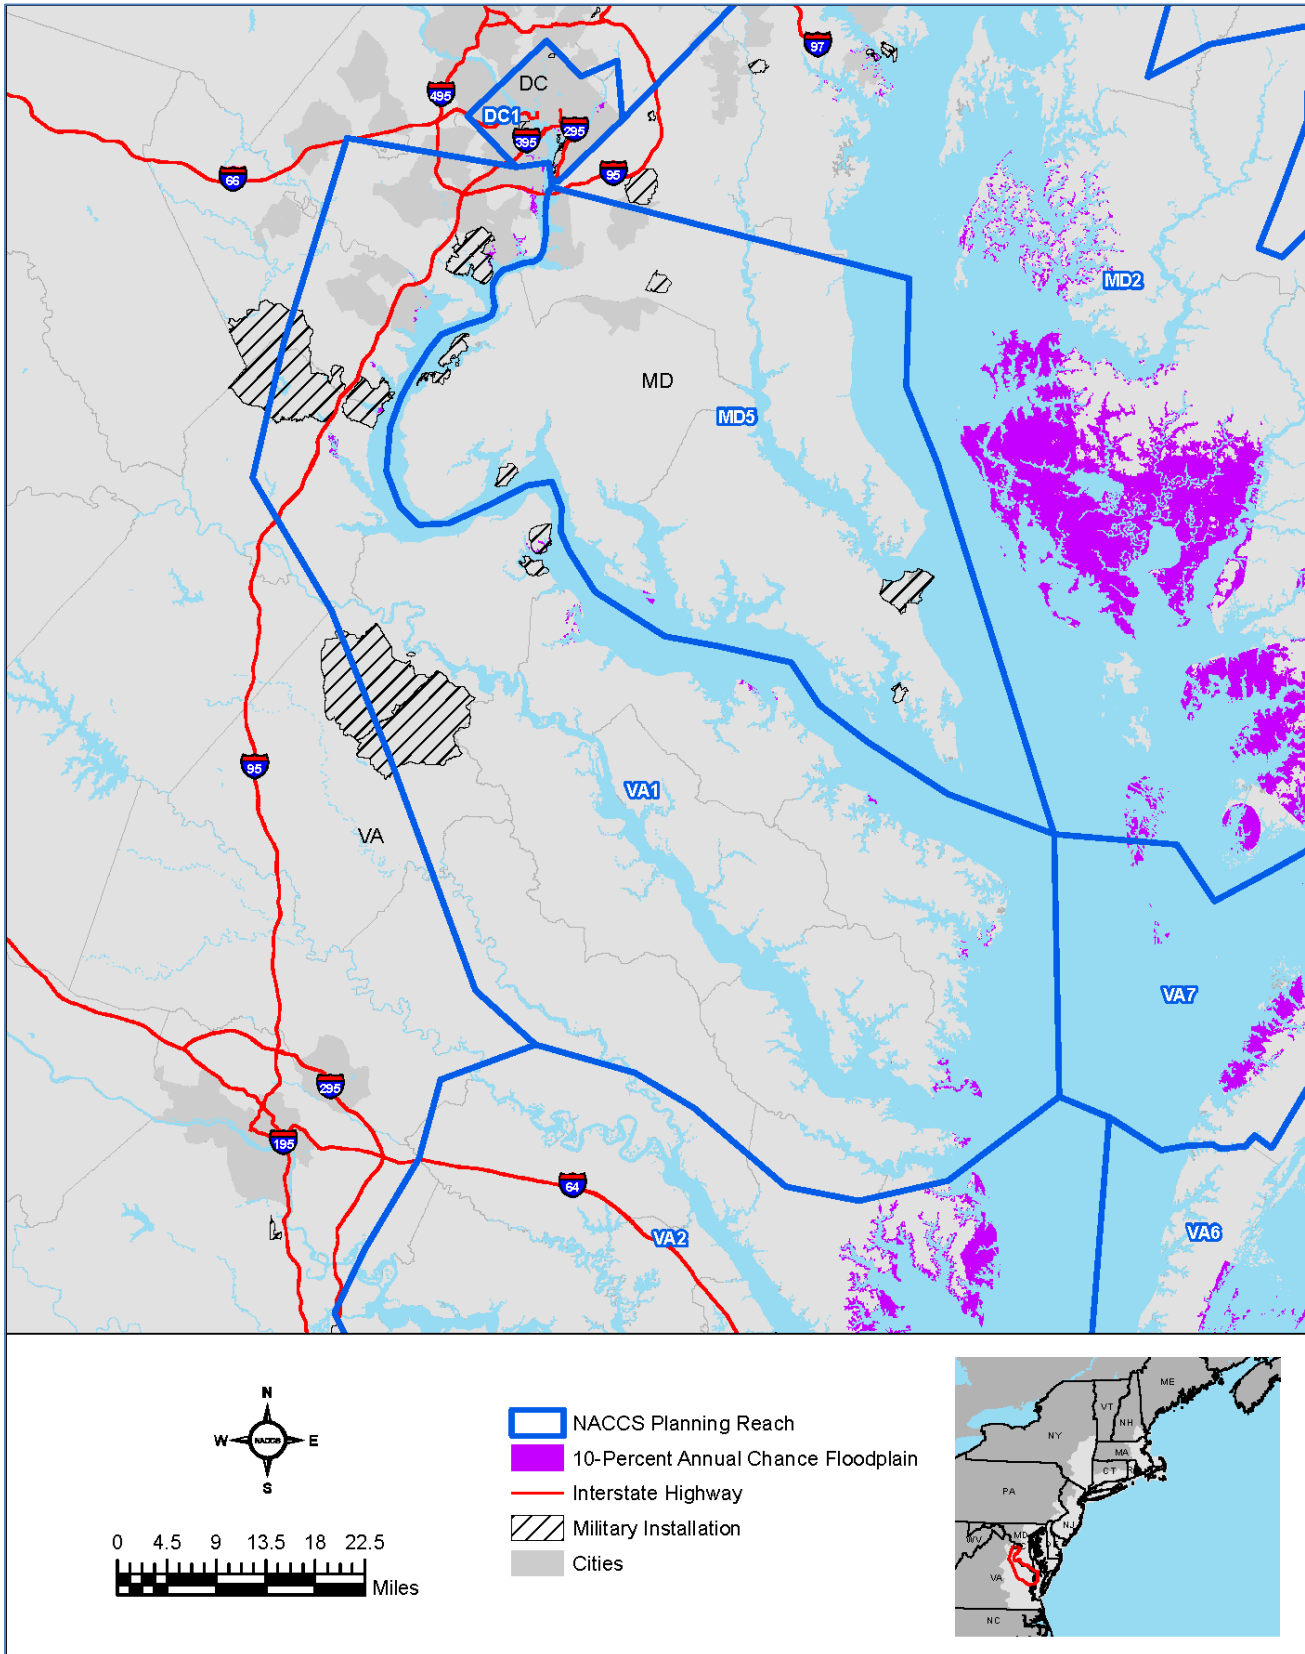 97
DC
495
DC1
295
395
95
66
MD2
MD
MD5
95
VA1
VA
VA7
295
195
64
VA2
VA6
N
W NACCS E
S
0 4.5 9 13.5 18 22.5
Miles
NACCS Planning Reach
10-Percent Annual Chance Floodplain
Interstate Highway
Military Installation
Cities
ME
VT
NH
NY
MA
CT
PA
NJ
MD
WV
VA
NC